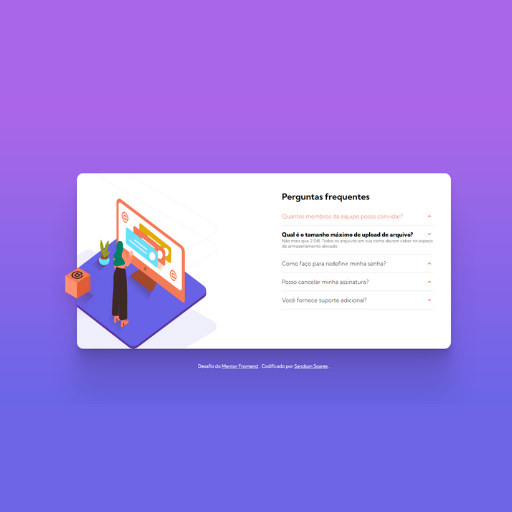 Perguntas frequentes
Quantos membros da equipe posso convidar?
Qual é o tamanho máximo de upload de arquivo?
Não mais que 2 GB. Todos os arquivos em sua conta devem caber no espaço
de armazenamento alocado.
Como faço para redefinir minha senha?
Posso cancelar minha assinatura?
Você fornece suporte adicional?
Desafio do Mentor Frontend . Codificado por Sandson Soares .